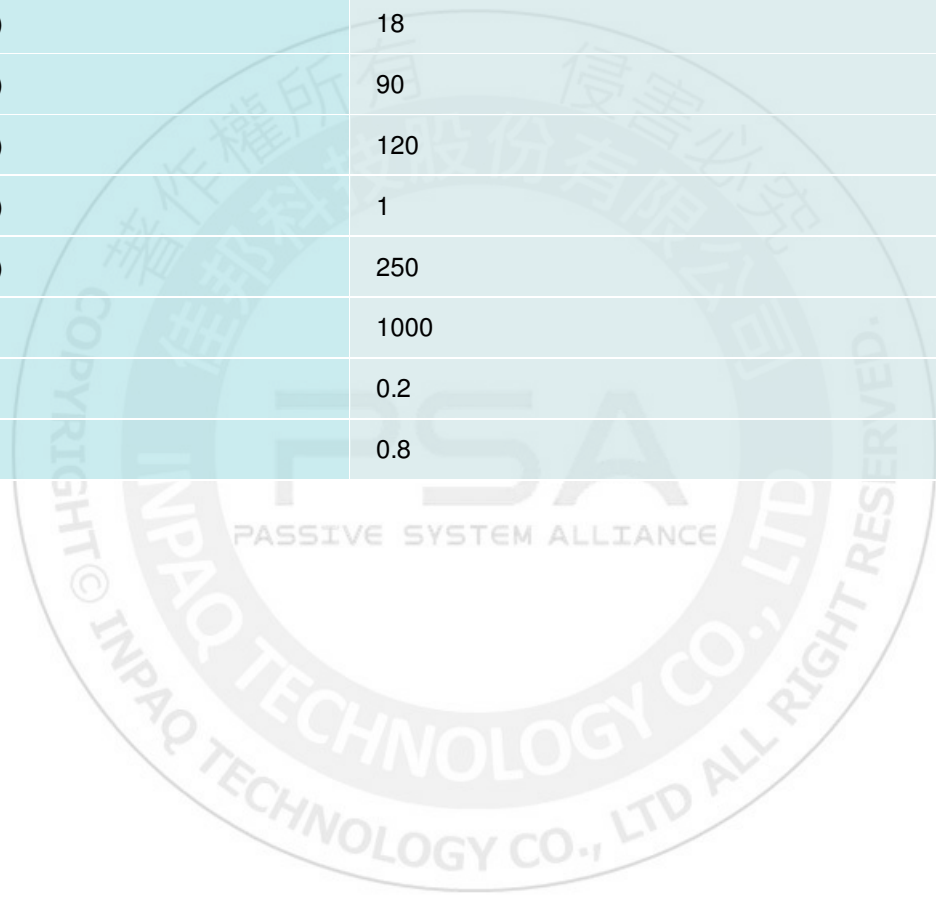 ) 18
) 90
) 120
) 1
) 250
1000
0.2
0.8
著作權所有 侵害必究
佳邦科技股份有限公司
PSA
PASSIVE SYSTEM ALLIANCE
INPAQ TECHNOLOGY CO., LTD
COPYRIGHT © INPAQ TECHNOLOGY CO., LTD ALL RIGHT RESERVED.